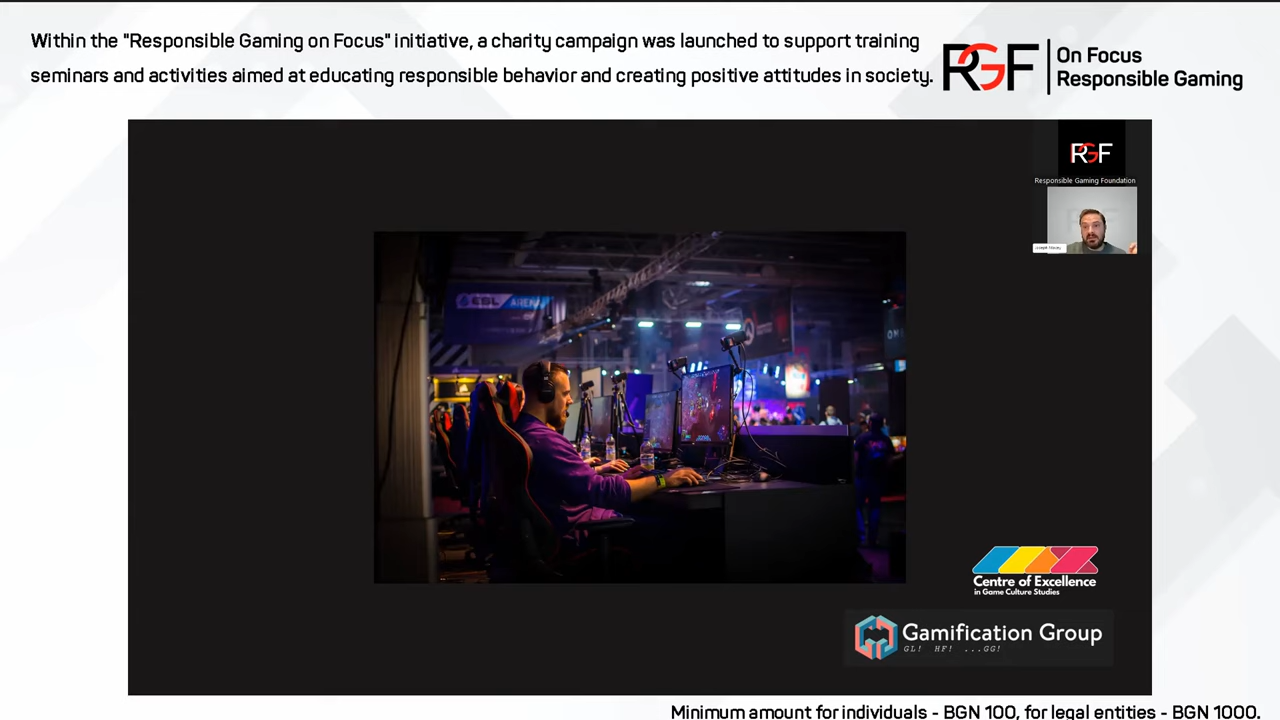 Within the "Responsible Gaming on Focus" initiative, a charity campaign was launched to support training
seminars and activities aimed at educating responsible behavior and creating positive attitudes in society.
RGF
On Focus
Responsible Gaming
RGF
Responsible Gaming Foundation
ESL ARENA
Centre of Excellence
in Game Culture Studies
Gamification Group
GL! HF! ...GG!
Minimum amount for individuals - BGN 100, for legal entities - BGN 1000.